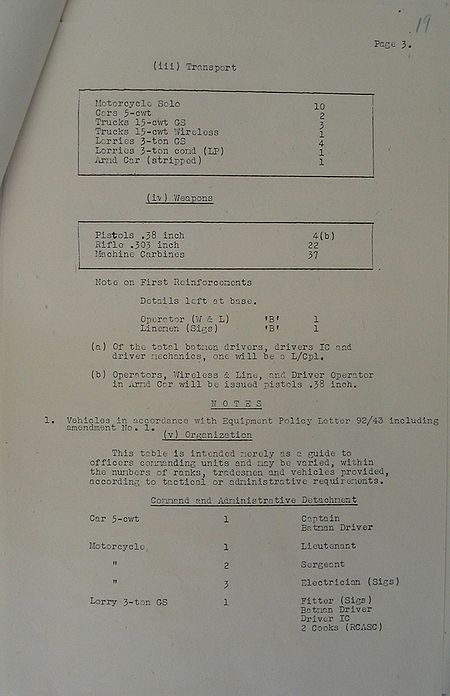 19
Page 3.
(iii) Transport
Motorcycle Solo 10
Cars 5-cwt 2
Trucks 15-cwt GS 3
Trucks 15-cwt Wireless 1
Lorries 3-ton GS 4
Lorries 3-ton comd (LP) 1
Armd Car (stripped) 1
(iv) Weapons
Pistols .38 inch 4(b)
Rifle .303 inch 22
Machine Carbines 37
Note on First Reinforcements
Details left at base.
Operator (W & L) 'B' 1
Linemen (Sigs) 'B' 1
(a) Of the total batmen drivers, drivers IC and
driver mechanics, one will be a L/Cpl.
(b) Operators, Wireless & Line, and Driver Operator
in Armd Car will be issued pistols .38 inch.
NOTES
1. Vehicles in accordance with Equipment Policy Letter 92/43 including
amendment No. 1.
(v) Organization
This table is intended merely as a guide to
officers commanding units and may be varied, within
the numbers of ranks, tradesmen and vehicles provided,
according to tactical or administrative requirements.
Command and Administrative Detachment
Car 5-cwt 1 Captain
Batman Driver
Motorcycle 1 Lieutenant
" 2 Sergeant
" 3 Electrician (Sigs)
Lorry 3-ton GS 1 Fitter (Sigs)
Batman Driver
Driver IC
2 Cooks (RCASC)